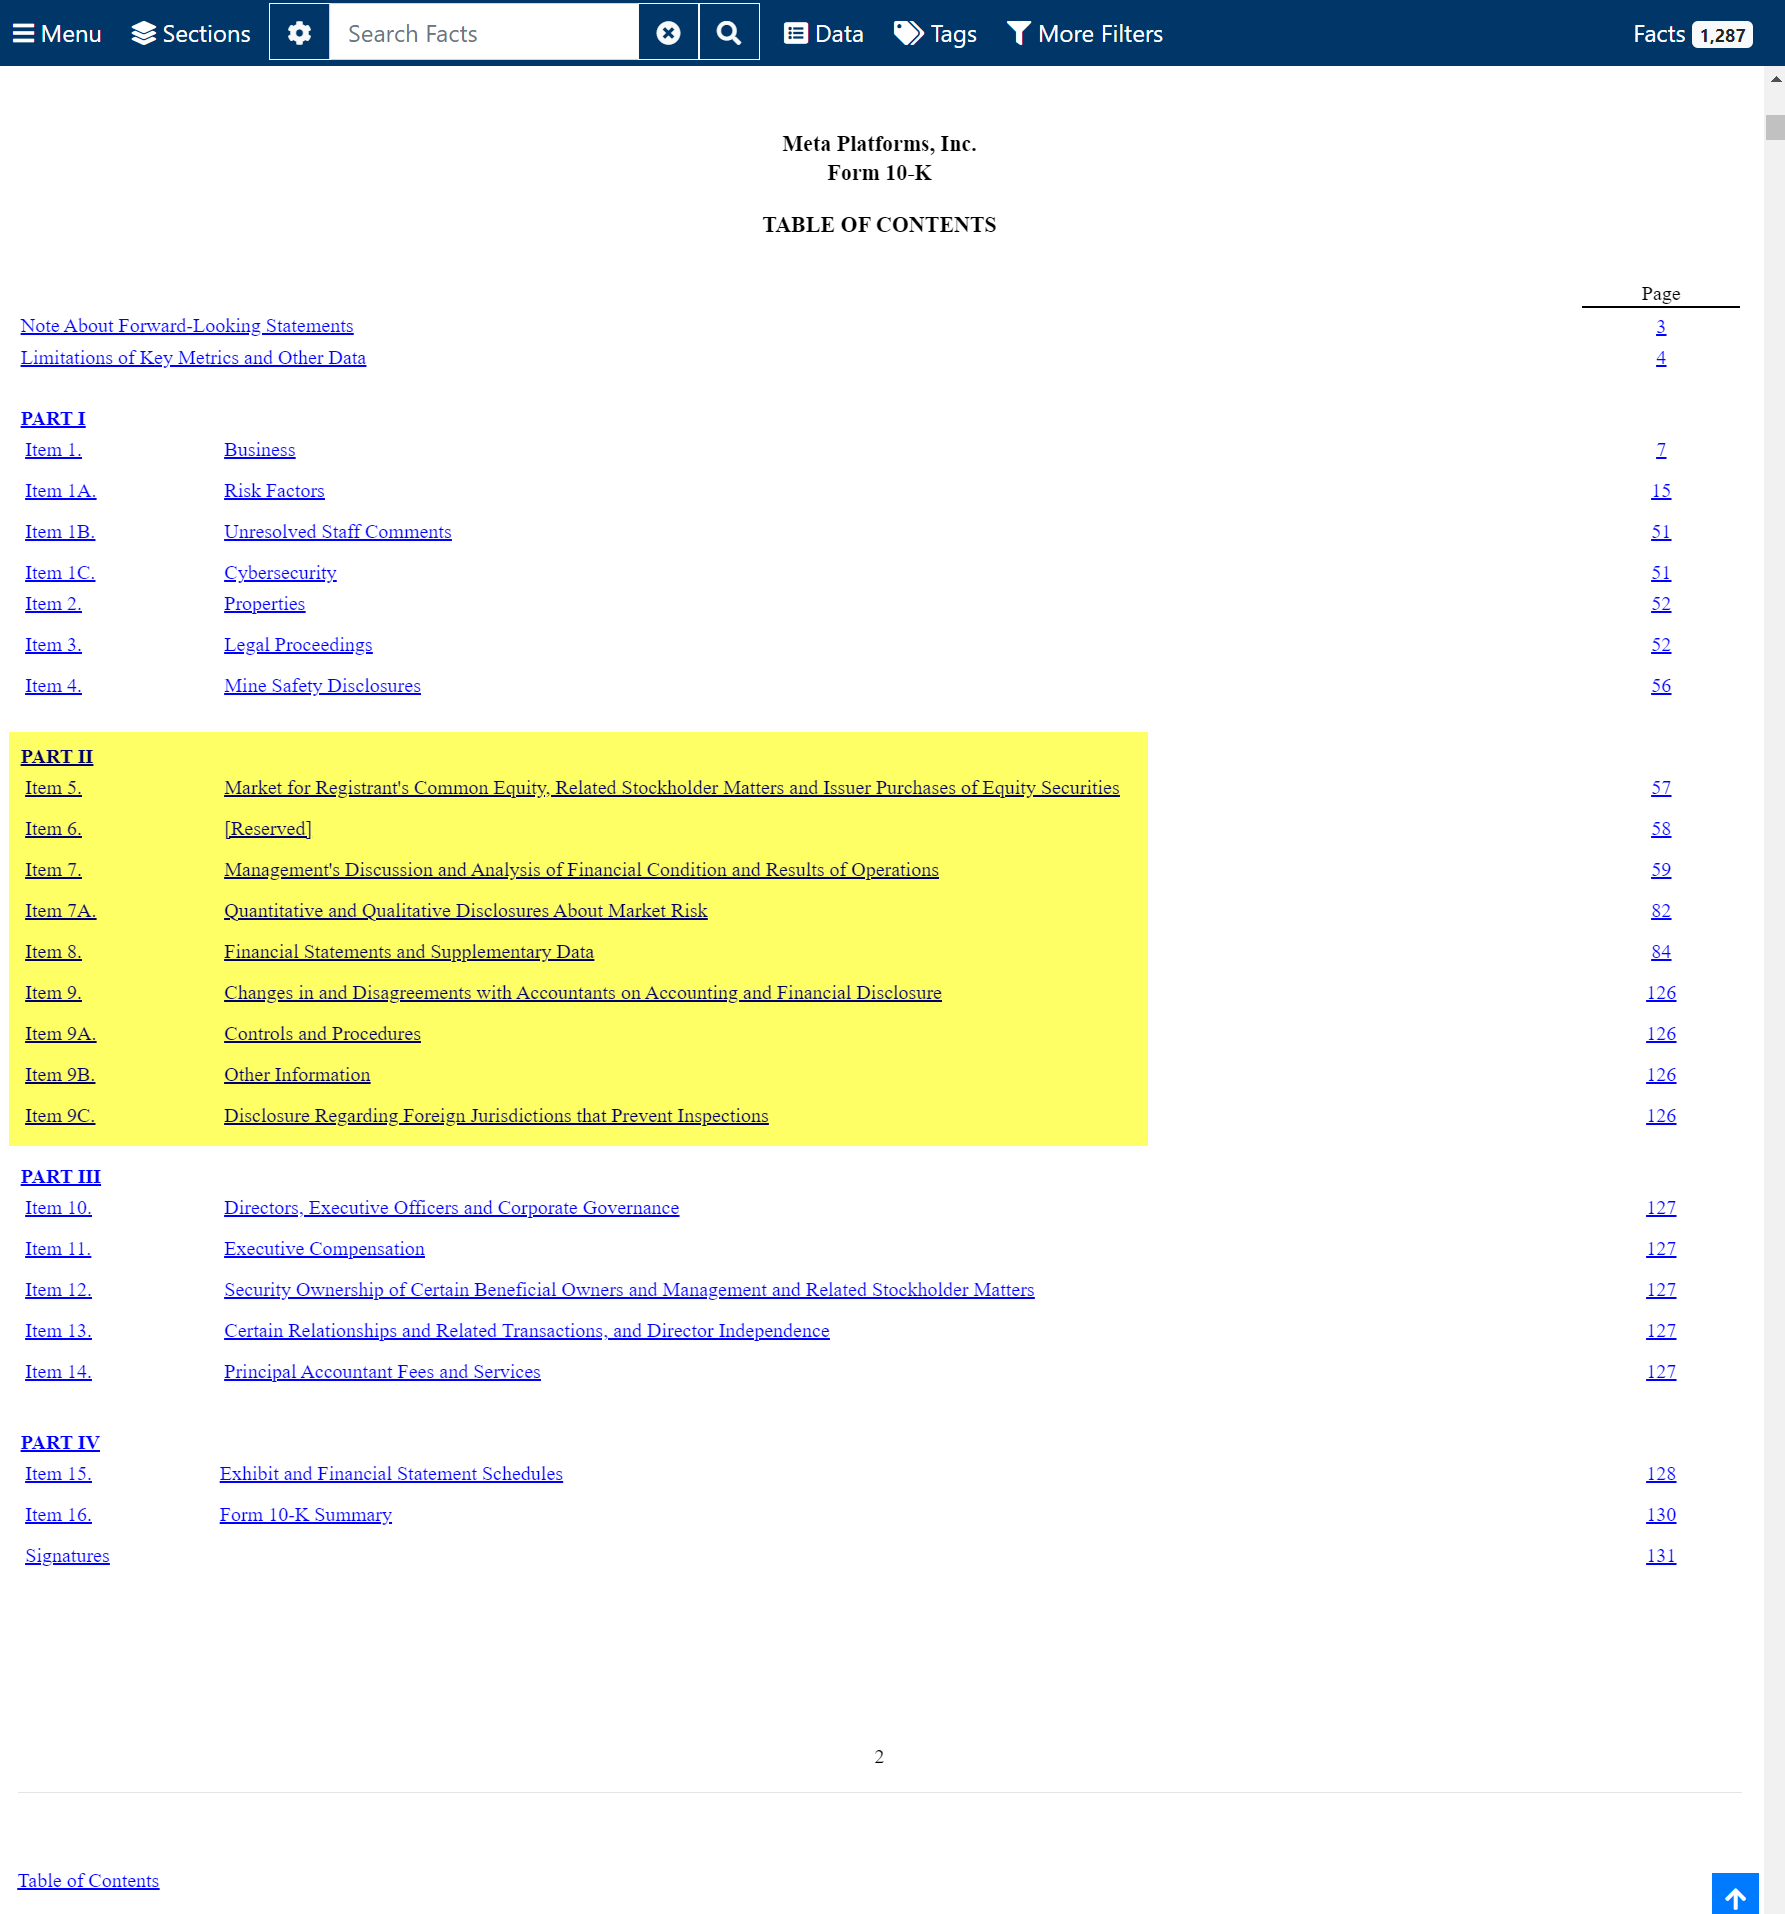 Menu Sections Search Facts Data Tags More Filters Facts 1,287
Meta Platforms, Inc.
Form 10-K
TABLE OF CONTENTS
Page
Note About Forward-Looking Statements 3
Limitations of Key Metrics and Other Data 4
PART I
Item 1. Business 7
Item 1A. Risk Factors 15
Item 1B. Unresolved Staff Comments 51
Item 1C. Cybersecurity 51
Item 2. Properties 52
Item 3. Legal Proceedings 52
Item 4. Mine Safety Disclosures 56
PART II
Item 5. Market for Registrant's Common Equity, Related Stockholder Matters and Issuer Purchases of Equity Securities 57
Item 6. [Reserved] 58
Item 7. Management's Discussion and Analysis of Financial Condition and Results of Operations 59
Item 7A. Quantitative and Qualitative Disclosures About Market Risk 82
Item 8. Financial Statements and Supplementary Data 84
Item 9. Changes in and Disagreements with Accountants on Accounting and Financial Disclosure 126
Item 9A. Controls and Procedures 126
Item 9B. Other Information 126
Item 9C. Disclosure Regarding Foreign Jurisdictions that Prevent Inspections 126
PART III
Item 10. Directors, Executive Officers and Corporate Governance 127
Item 11. Executive Compensation 127
Item 12. Security Ownership of Certain Beneficial Owners and Management and Related Stockholder Matters 127
Item 13. Certain Relationships and Related Transactions, and Director Independence 127
Item 14. Principal Accountant Fees and Services 127
PART IV
Item 15. Exhibit and Financial Statement Schedules 128
Item 16. Form 10-K Summary 130
Signatures 131
2
Table of Contents